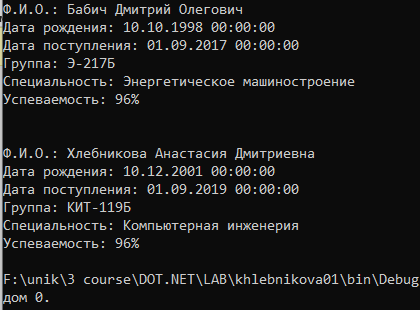 Ф.И.О.: Бабич Дмитрий Олегович
Дата рождения: 10.10.1998 00:00:00
Дата поступления: 01.09.2017 00:00:00
Группа: Э-217Б
Специальность: Энергетическое машиностроение
Успеваемость: 96%
Ф.И.О.: Хлебникова Анастасия Дмитриевна
Дата рождения: 10.12.2001 00:00:00
Дата поступления: 01.09.2019 00:00:00
Группа: КИТ-119Б
Специальность: Компьютерная инженерия
Успеваемость: 96%
F:\unik\3 course\DOT.NET\LAB\khlebnikova01\bin\Debug
дом 0.